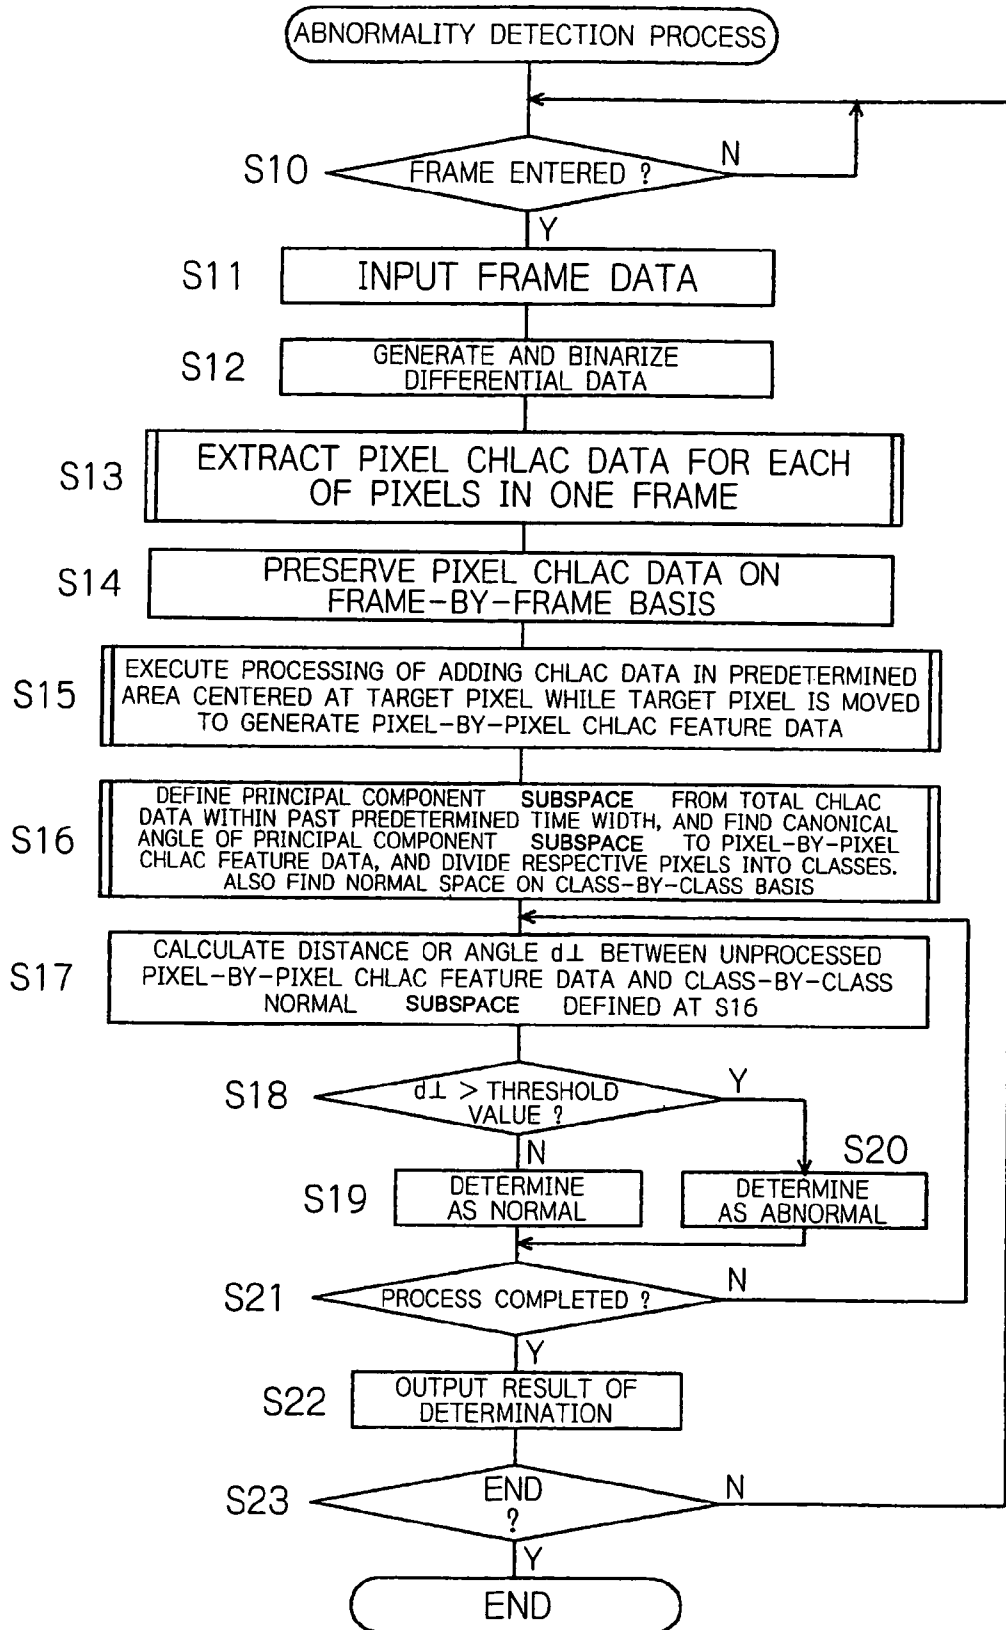 ABNORMALITY DETECTION PROCESS
S10
FRAME ENTERED ?
N
Y
S11
INPUT FRAME DATA
S12
GENERATE AND BINARIZE
DIFFERENTIAL DATA
S13
EXTRACT PIXEL CHLAC DATA FOR EACH
OF PIXELS IN ONE FRAME
S14
PRESERVE PIXEL CHLAC DATA ON
FRAME-BY-FRAME BASIS
S15
EXECUTE PROCESSING OF ADDING CHLAC DATA IN PREDETERMINED
AREA CENTERED AT TARGET PIXEL WHILE TARGET PIXEL IS MOVED
TO GENERATE PIXEL-BY-PIXEL CHLAC FEATURE DATA
S16
DEFINE PRINCIPAL COMPONENT SUBSPACE FROM TOTAL CHLAC
DATA WITHIN PAST PREDETERMINED TIME WIDTH, AND FIND CANONICAL
ANGLE OF PRINCIPAL COMPONENT SUBSPACE TO PIXEL-BY-PIXEL
CHLAC FEATURE DATA, AND DIVIDE RESPECTIVE PIXELS INTO CLASSES.
ALSO FIND NORMAL SPACE ON CLASS-BY-CLASS BASIS
S17
CALCULATE DISTANCE OR ANGLE d⊥ BETWEEN UNPROCESSED
PIXEL-BY-PIXEL CHLAC FEATURE DATA AND CLASS-BY-CLASS
NORMAL SUBSPACE DEFINED AT S16
S18
d⊥ > THRESHOLD
VALUE ?
Y
N
S19
DETERMINE
AS NORMAL
S20
DETERMINE
AS ABNORMAL
S21
PROCESS COMPLETED ?
N
Y
S22
OUTPUT RESULT OF
DETERMINATION
S23
END
?
N
Y
END